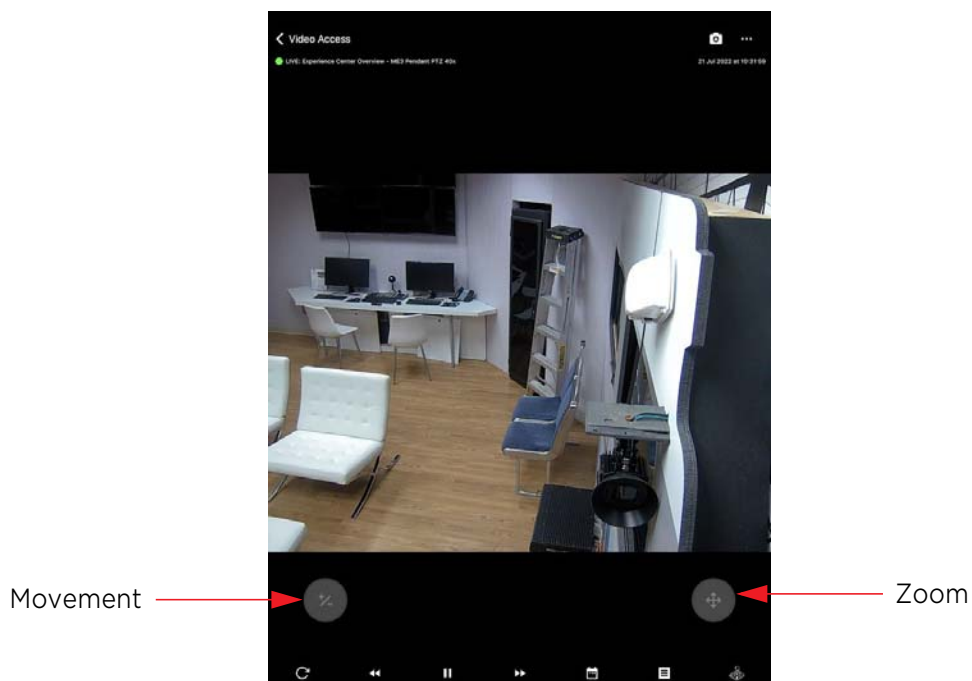 Video Access
LIVE: Experience Center Overview - ME3 Pendant PTZ 40x
21 Jul 2022 at 10:31:59
Movement
Zoom